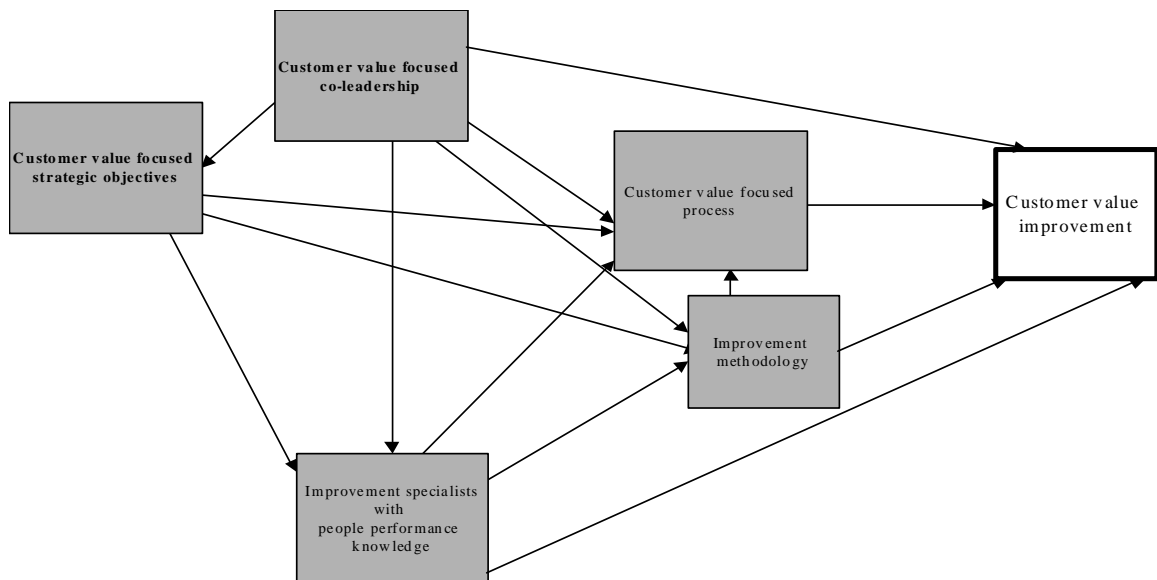 Customer value focused
co-leadership
Customer value focused
strategic objectives
Customer value focused
process
Customer value
improvement
Improvement
methodology
Improvement specialists
with
people performance
knowledge